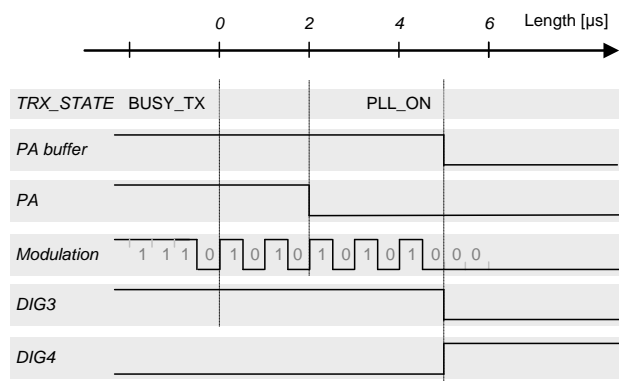 0 2 4 6 Length [µs]
TRX_STATE BUSY_TX PLL_ON
PA buffer
PA
Modulation 1 1 1 0 1 0 1 0 1 0 1 0 1 0 0 0
DIG3
DIG4